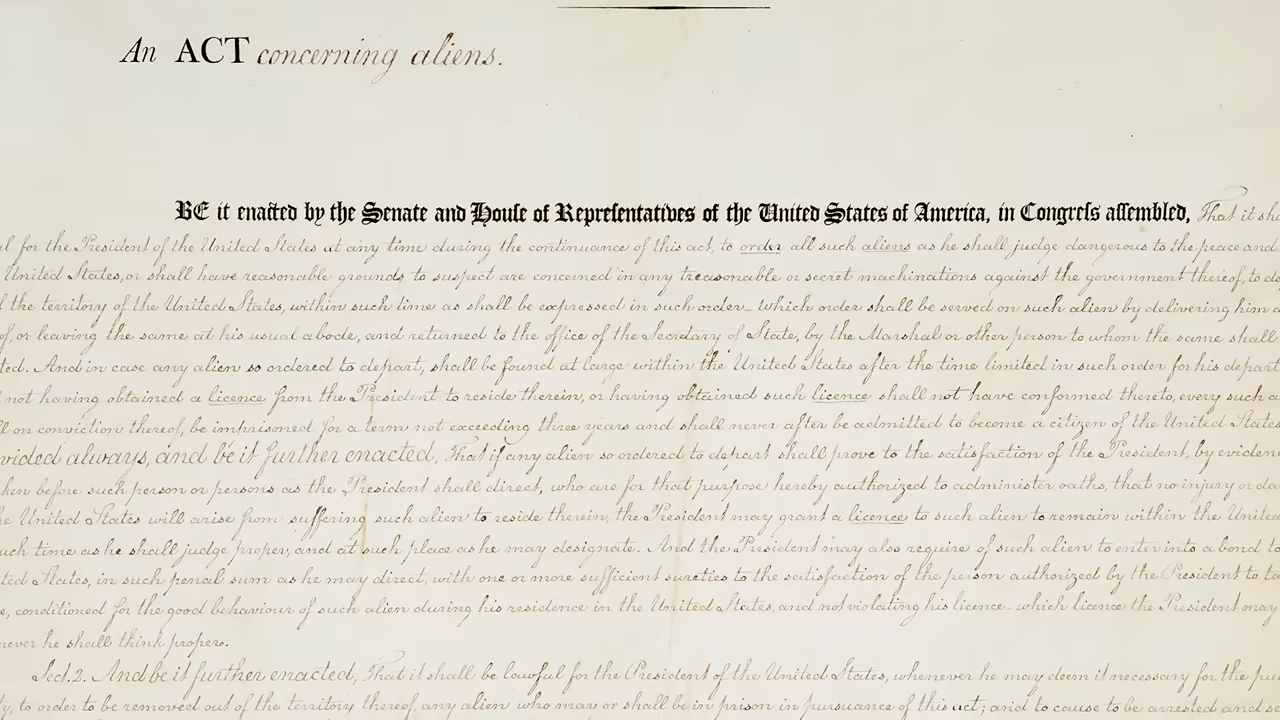 An ACT concerning aliens.
BE it enacted by the Senate and House of Representatives of the United States of America, in Congress assembled, That it sh
l for the President of the United States at any time during the continuance of this act, to order all such aliens as he shall judge dangerous to the peace and
United States, or shall have reasonable grounds to suspect are concerned in any treasonable or secret machinations against the government thereof, to de
the territory of the United States, within such time as shall be expressed in such order_ which order shall be served on such alien by delivering him a
of, or leaving the same at his usual abode, and returned to the office of the Secretary of State, by the Marshal or other person to whom the same shall
ted. And in case any alien so ordered to depart, shall be found at large within the United States after the time limited in such order for his depart
not having obtained a licence from the President to reside therein, or having obtained such licence shall not have conformed thereto, every such a
ll on conviction thereof, be imprisoned for a term not exceeding three years and shall never after be admitted to become a citizen of the United States
vided always, and be it further enacted, That if any alien so ordered to depart shall prove to the satisfaction of the President, by eviden
ken before such person or persons as the President shall direct, who are for that purpose hereby authorized to administer oaths, that no injury or da
e United States will arise from suffering such alien to reside therein, the President may grant a licence to such alien to remain within the United
uch time as he shall judge proper, and at such place as he may designate. And the President may also require of such alien to enter into a bond to
ted States, in such penal sum as he may direct, with one or more sufficient sureties to the satisfaction of the person authorized by the President to ta
e, conditioned for the good behaviour of such alien during his residence in the United States, and not violating his licence_ which licence the President may
never he shall think proper.
Sect. 2. And be it further enacted, That it shall be lawful for the President of the United States, whenever he may deem it necessary for the pu
ty, to order to be removed out of the territory thereof, any alien who may or shall be in prison in pursuance of this act; and to cause to be arrested and se